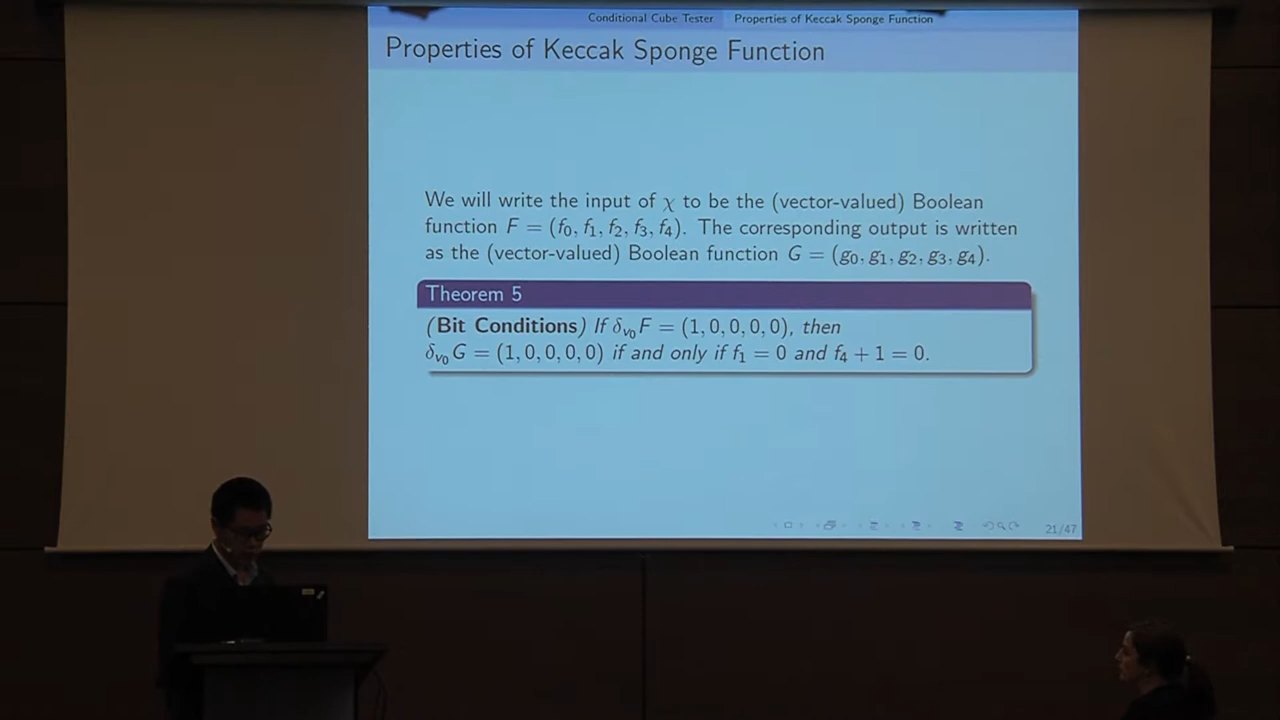 Conditional Cube Tester Properties of Keccak Sponge Function
Properties of Keccak Sponge Function
We will write the input of χ to be the (vector-valued) Boolean
function F = (f₀, f₁, f₂, f₃, f₄). The corresponding output is written
as the (vector-valued) Boolean function G = (g₀, g₁, g₂, g₃, g₄).
Theorem 5
(Bit Conditions) If δᵥ₀F = (1, 0, 0, 0, 0), then
δᵥ₀G = (1, 0, 0, 0, 0) if and only if f₁ = 0 and f₄ + 1 = 0.
21/47